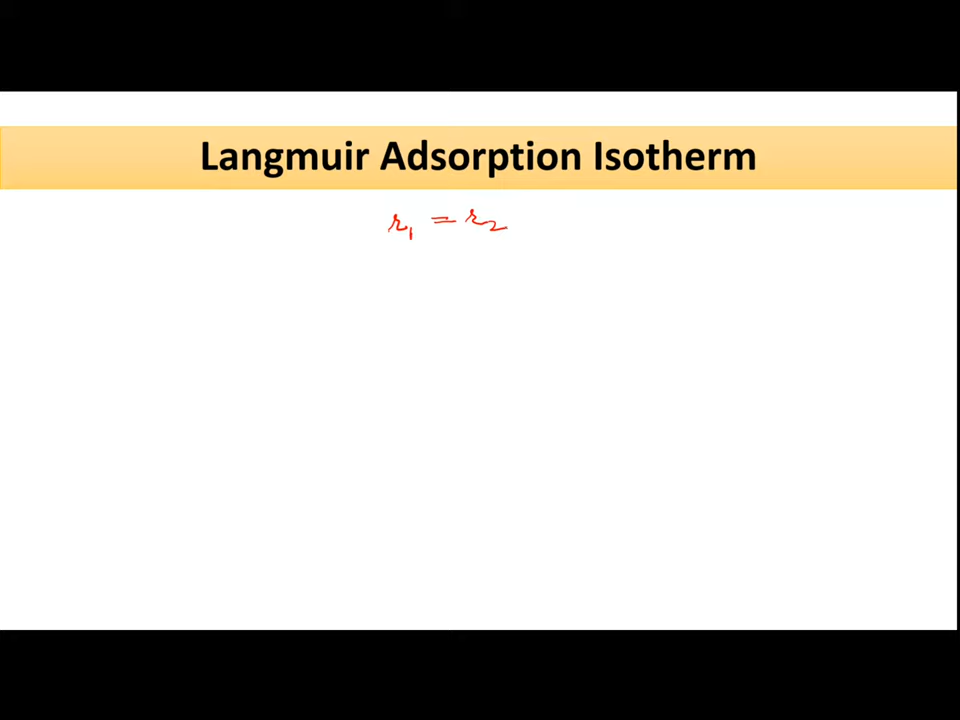 Langmuir Adsorption Isotherm
r₁ = r₂